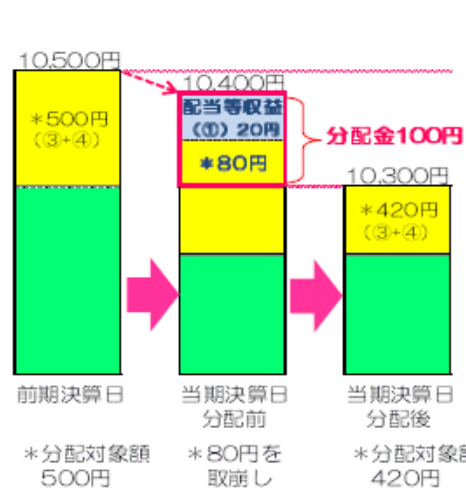 10,500円
*500円
(③+④)
10,400円
配当等収益
(①) 20円
*80円
分配金100円
10,300円
*420円
(③+④)
前期決算日
当期決算日
分配前
当期決算日
分配後
*分配対象額
500円
*80円を
取崩し
*分配対象額
420円